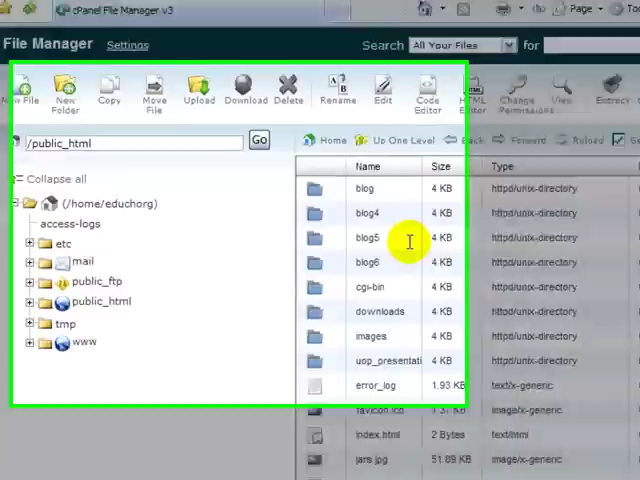 cPanel File Manager v3
Page
File Manager Settings
Search All Your Files for
New File
New Folder
Copy
Move File
Upload
Download
Delete
Rename
Edit
Code Editor
HTML Editor
Change Permissions
View
Extract
/public_html Go
Home Up One Level Back Forward Reload
Collapse all
Name Size Type
(/home/educhorg)
access-logs
etc
mail
public_ftp
public_html
tmp
www
blog 4 KB httpd/unix-directory
blog4 4 KB httpd/unix-directory
blog5 4 KB httpd/unix-directory
blog6 4 KB httpd/unix-directory
cgi-bin 4 KB httpd/unix-directory
downloads 4 KB httpd/unix-directory
images 4 KB httpd/unix-directory
uop_presentati 4 KB httpd/unix-directory
error_log 1.93 KB text/x-generic
favicon.ico 1.37 KB image/x-generic
index.html 2 Bytes text/html
jars.jpg 51.89 KB image/x-generic